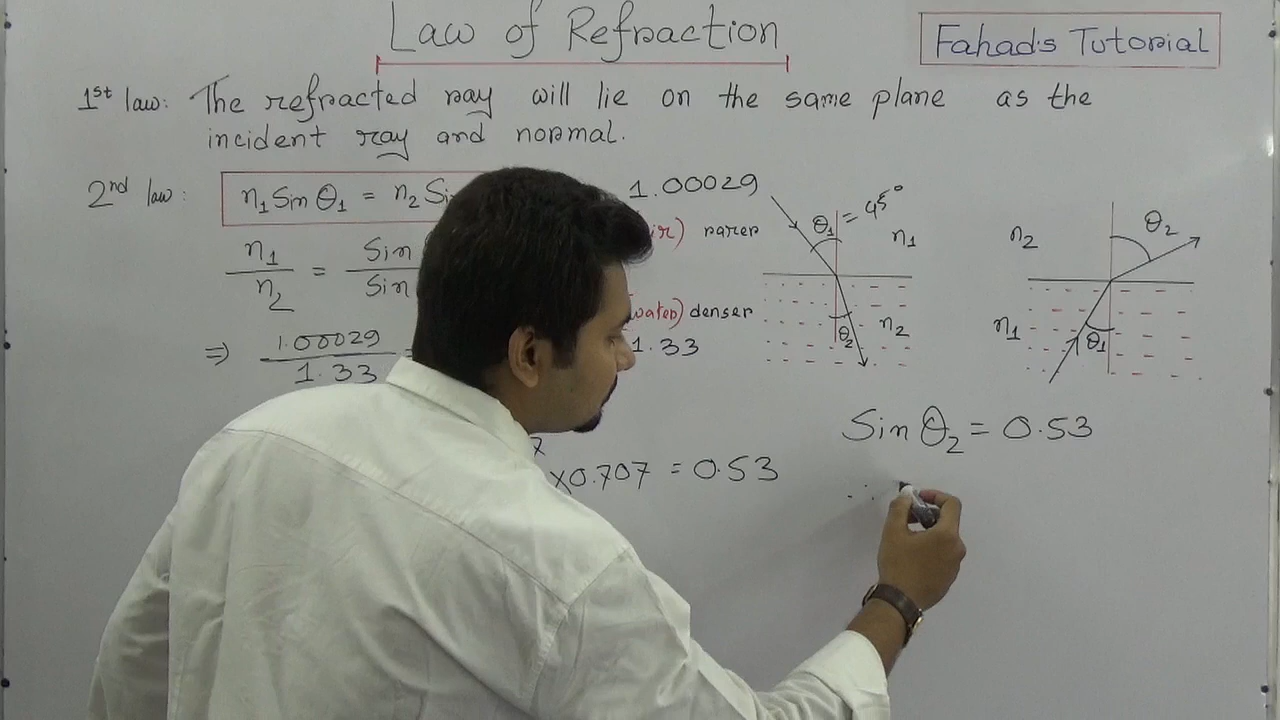 Law of Refraction
Fahad's Tutorial
1st law: The refracted ray will lie on the same plane as the
incident ray and normal.
2nd law: n₁ Sin θ₁ = n₂
1.00029
rarer
n₁ / n₂ = Sin / Sin
denser
⇒ 1.00029 / 1.33
1.33
×0.707 = 0.53
θ₁ = 45°
n₁
n₂
θ₂
n₂
θ₂
n₁
θ₁
Sin θ₂ = 0.53